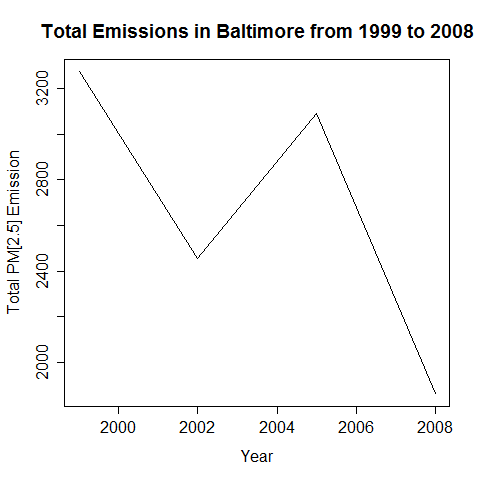 Total Emissions in Baltimore from 1999 to 2008
Total PM[2.5] Emission
3200
2800
2400
2000
2000 2002 2004 2006 2008
Year